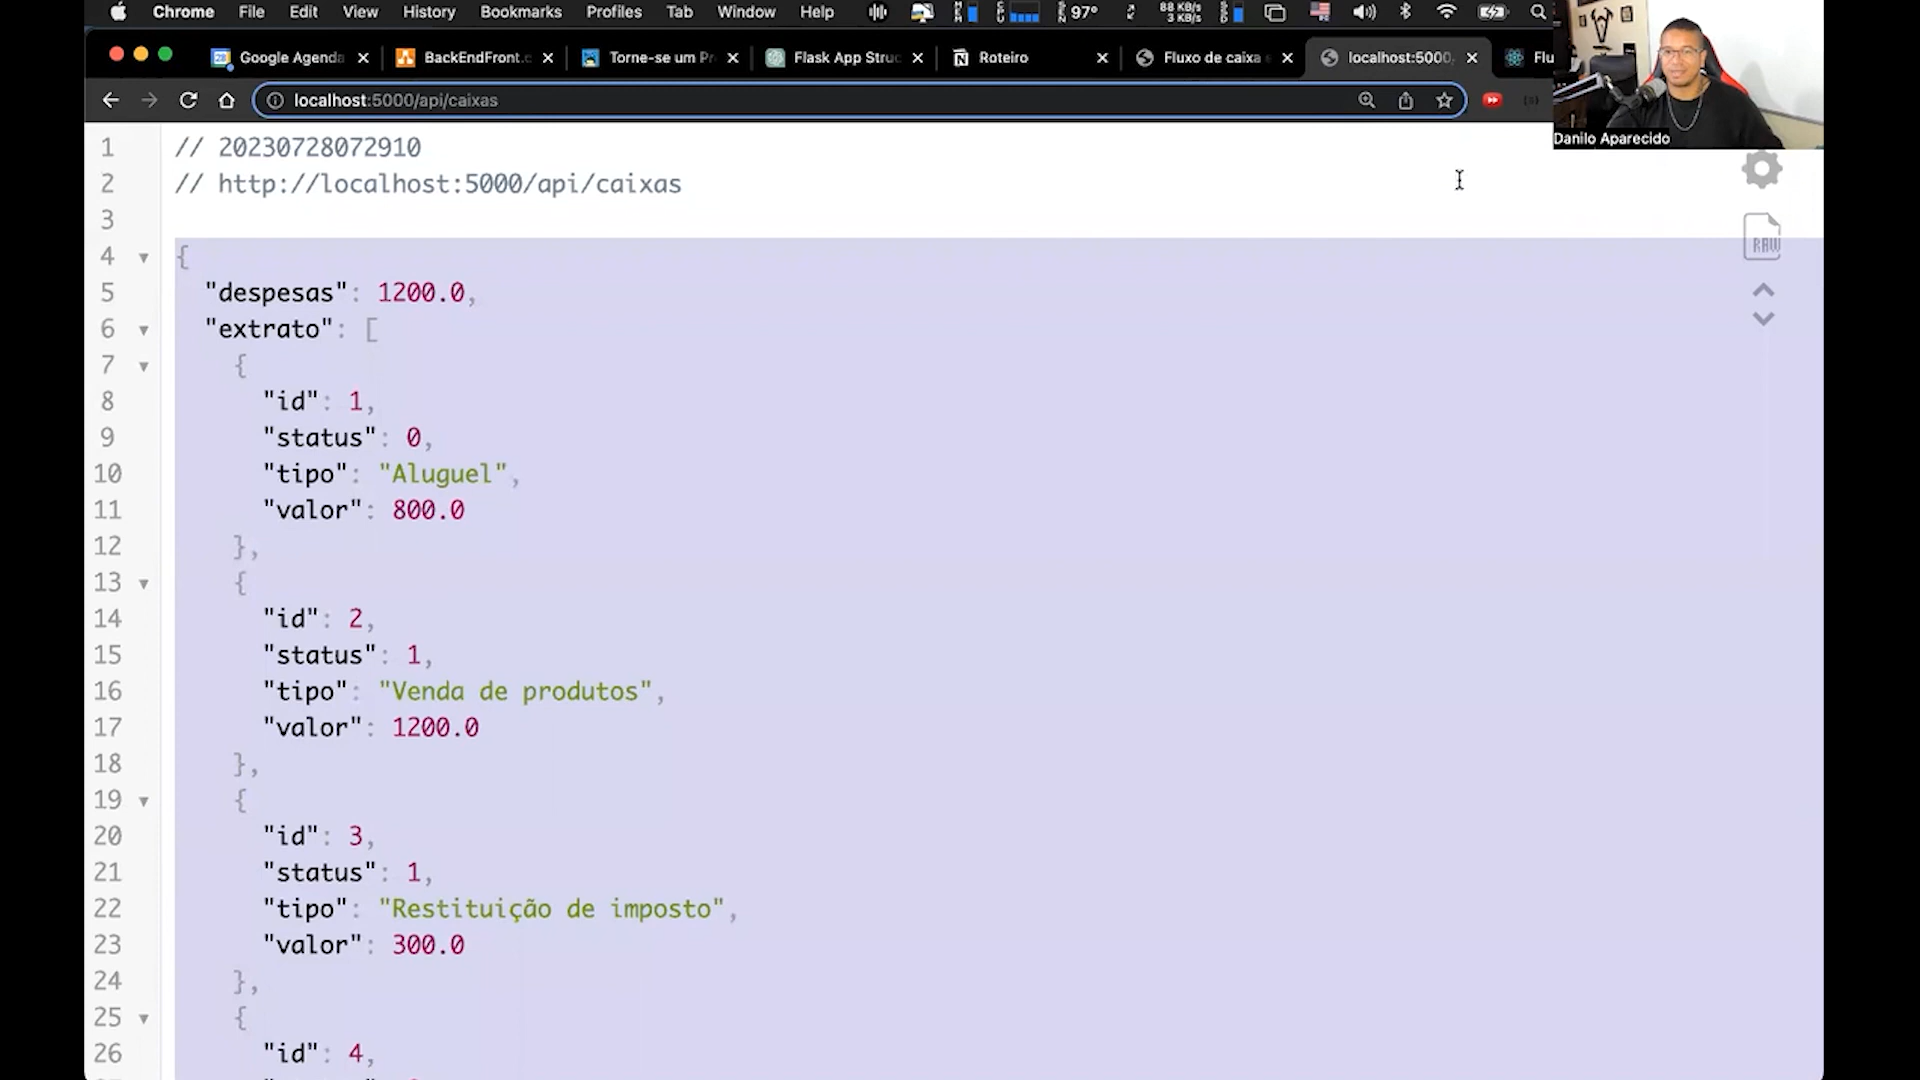 Chrome File Edit View History Bookmarks Profiles Tab Window Help 97° 88 KB/s 3 KB/s
Google Agenda BackEndFront.c Torne-se um Pr Flask App Struc Roteiro Fluxo de caixa localhost:5000, Flu
localhost:5000/api/caixas
Danilo Aparecido
1 // 20230728072910
2 // http://localhost:5000/api/caixas
3
4 {
5 "despesas": 1200.0,
6 "extrato": [
7 {
8 "id": 1,
9 "status": 0,
10 "tipo": "Aluguel",
11 "valor": 800.0
12 },
13 {
14 "id": 2,
15 "status": 1,
16 "tipo": "Venda de produtos",
17 "valor": 1200.0
18 },
19 {
20 "id": 3,
21 "status": 1,
22 "tipo": "Restituição de imposto",
23 "valor": 300.0
24 },
25 {
26 "id": 4,
RAW